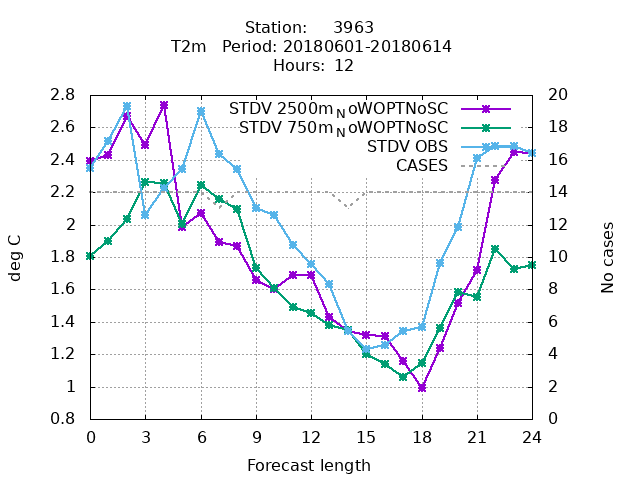 Station: 3963
T2m Period: 20180601-20180614
Hours: 12
STDV 2500m_NoWOPTNoSC
STDV 750m_NoWOPTNoSC
STDV OBS
CASES
deg C
2.8
2.6
2.4
2.2
2
1.8
1.6
1.4
1.2
1
0.8
20
18
16
14
12
10
8
6
4
2
0
No cases
0 3 6 9 12 15 18 21 24
Forecast length